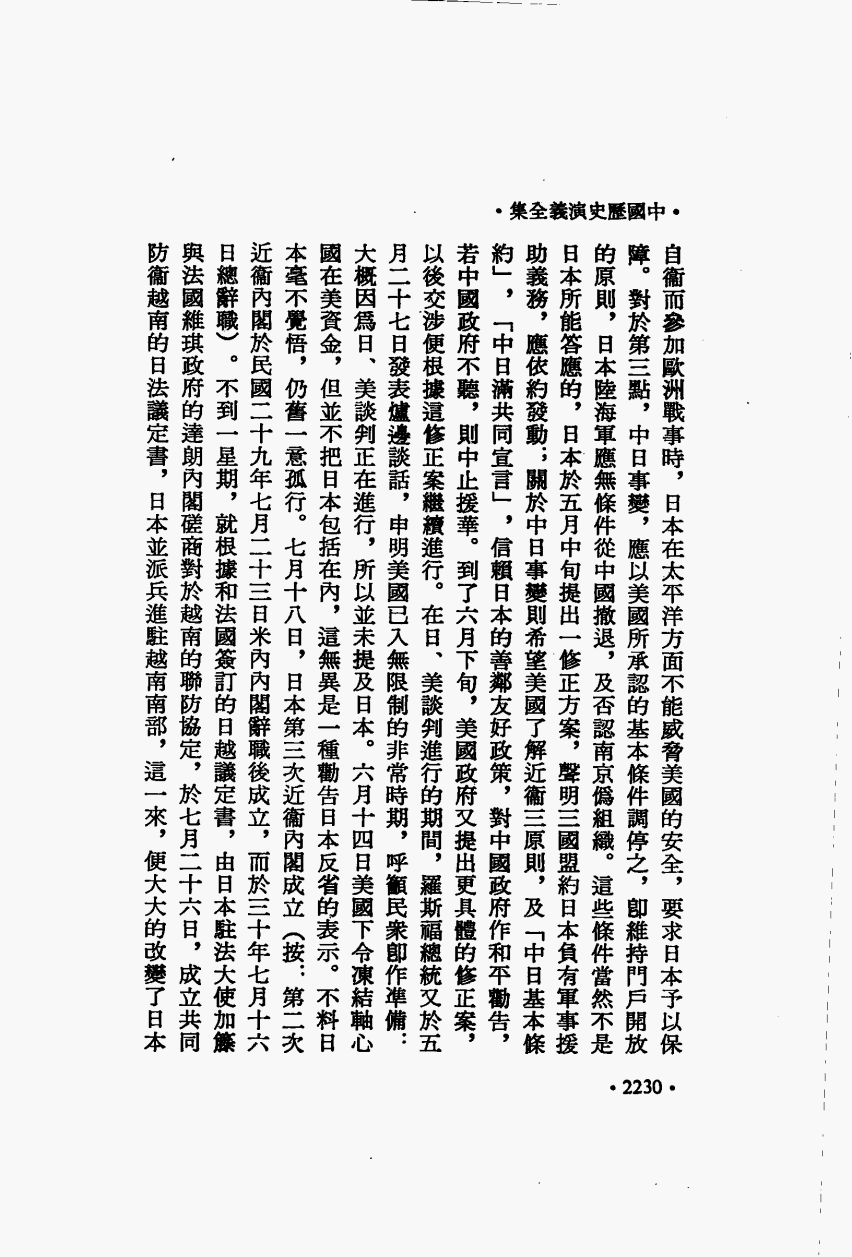 •中國歷史演義全集•
自衞而參加歐洲戰事時，日本在太平洋方面不能威脅美國的安全，要求日本予以保
障。對於第三點，中日事變，應以美國所承認的基本條件調停之，卽維持門戶開放
的原則，日本陸海軍應無條件從中國撤退，及否認南京僞組織。這些條件當然不是
日本所能答應的，日本於五月中旬提出一修正方案，聲明三國盟約日本負有軍事援
助義務，應依約發動；關於中日事變則希望美國了解近衞三原則，及「中日基本條
約」，「中日滿共同宣言」，信賴日本的善鄰友好政策，對中國政府作和平勸告，
若中國政府不聽，則中止援華。到了六月下旬，美國政府又提出更具體的修正案，
以後交涉便根據這修正案繼續進行。在日、美談判進行的期間，羅斯福總統又於五
月二十七日發表爐邊談話，申明美國已入無限制的非常時期，呼籲民衆卽作準備：
大概因爲日、美談判正在進行，所以並未提及日本。六月十四日美國下令凍結軸心
國在美資金，但並不把日本包括在內，這無異是一種勸告日本反省的表示。不料日
本毫不覺悟，仍舊一意孤行。七月十八日，日本第三次近衞內閣成立（按：第二次
近衞內閣於民國二十九年七月二十三日米內內閣辭職後成立，而於三十年七月十六
日總辭職）。不到一星期，就根據和法國簽訂的日越議定書，由日本駐法大使加籐
與法國維琪政府的達朗內閣磋商對於越南的聯防協定，於七月二十六日，成立共同
防衞越南的日法議定書，日本並派兵進駐越南南部，這一來，便大大的改變了日本
•2230•